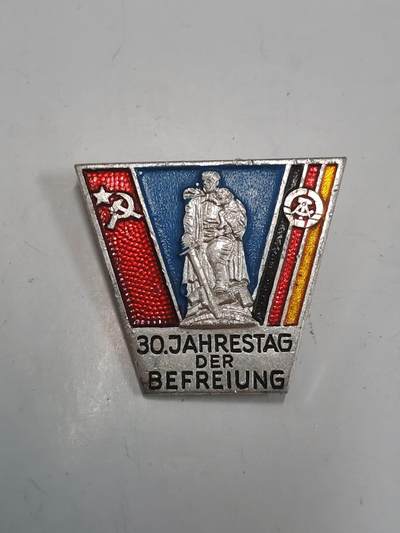 30.JAHRESTAG
DER
BEFREIUNG